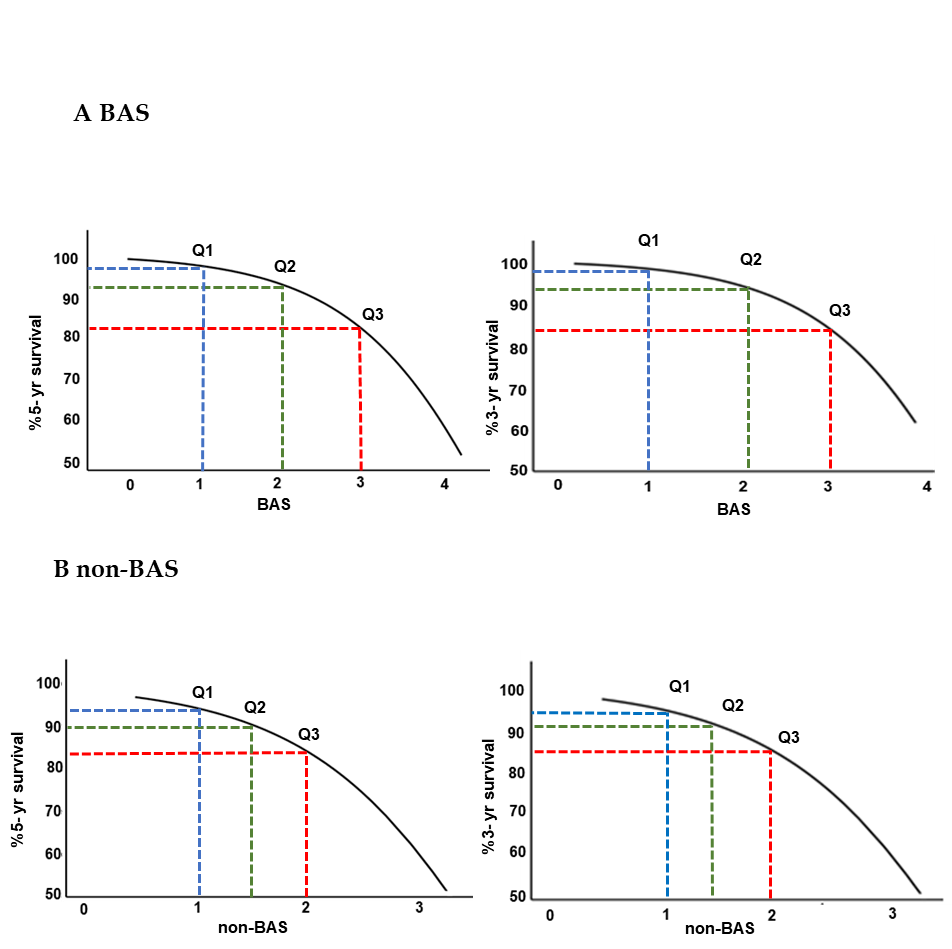 A BAS
Q1
Q2
Q3
100
90
80
70
60
50
%5- yr survival
0 1 2 3 4
BAS
Q1
Q2
Q3
100
90
80
70
60
50
%3- yr survival
0 1 2 3 4
BAS
B non-BAS
Q1
Q2
Q3
100
90
80
70
60
50
%5- yr survival
0 1 2 3
non-BAS
Q1
Q2
Q3
100
90
80
70
60
50
%3- yr survival
0 1 2 3
non-BAS